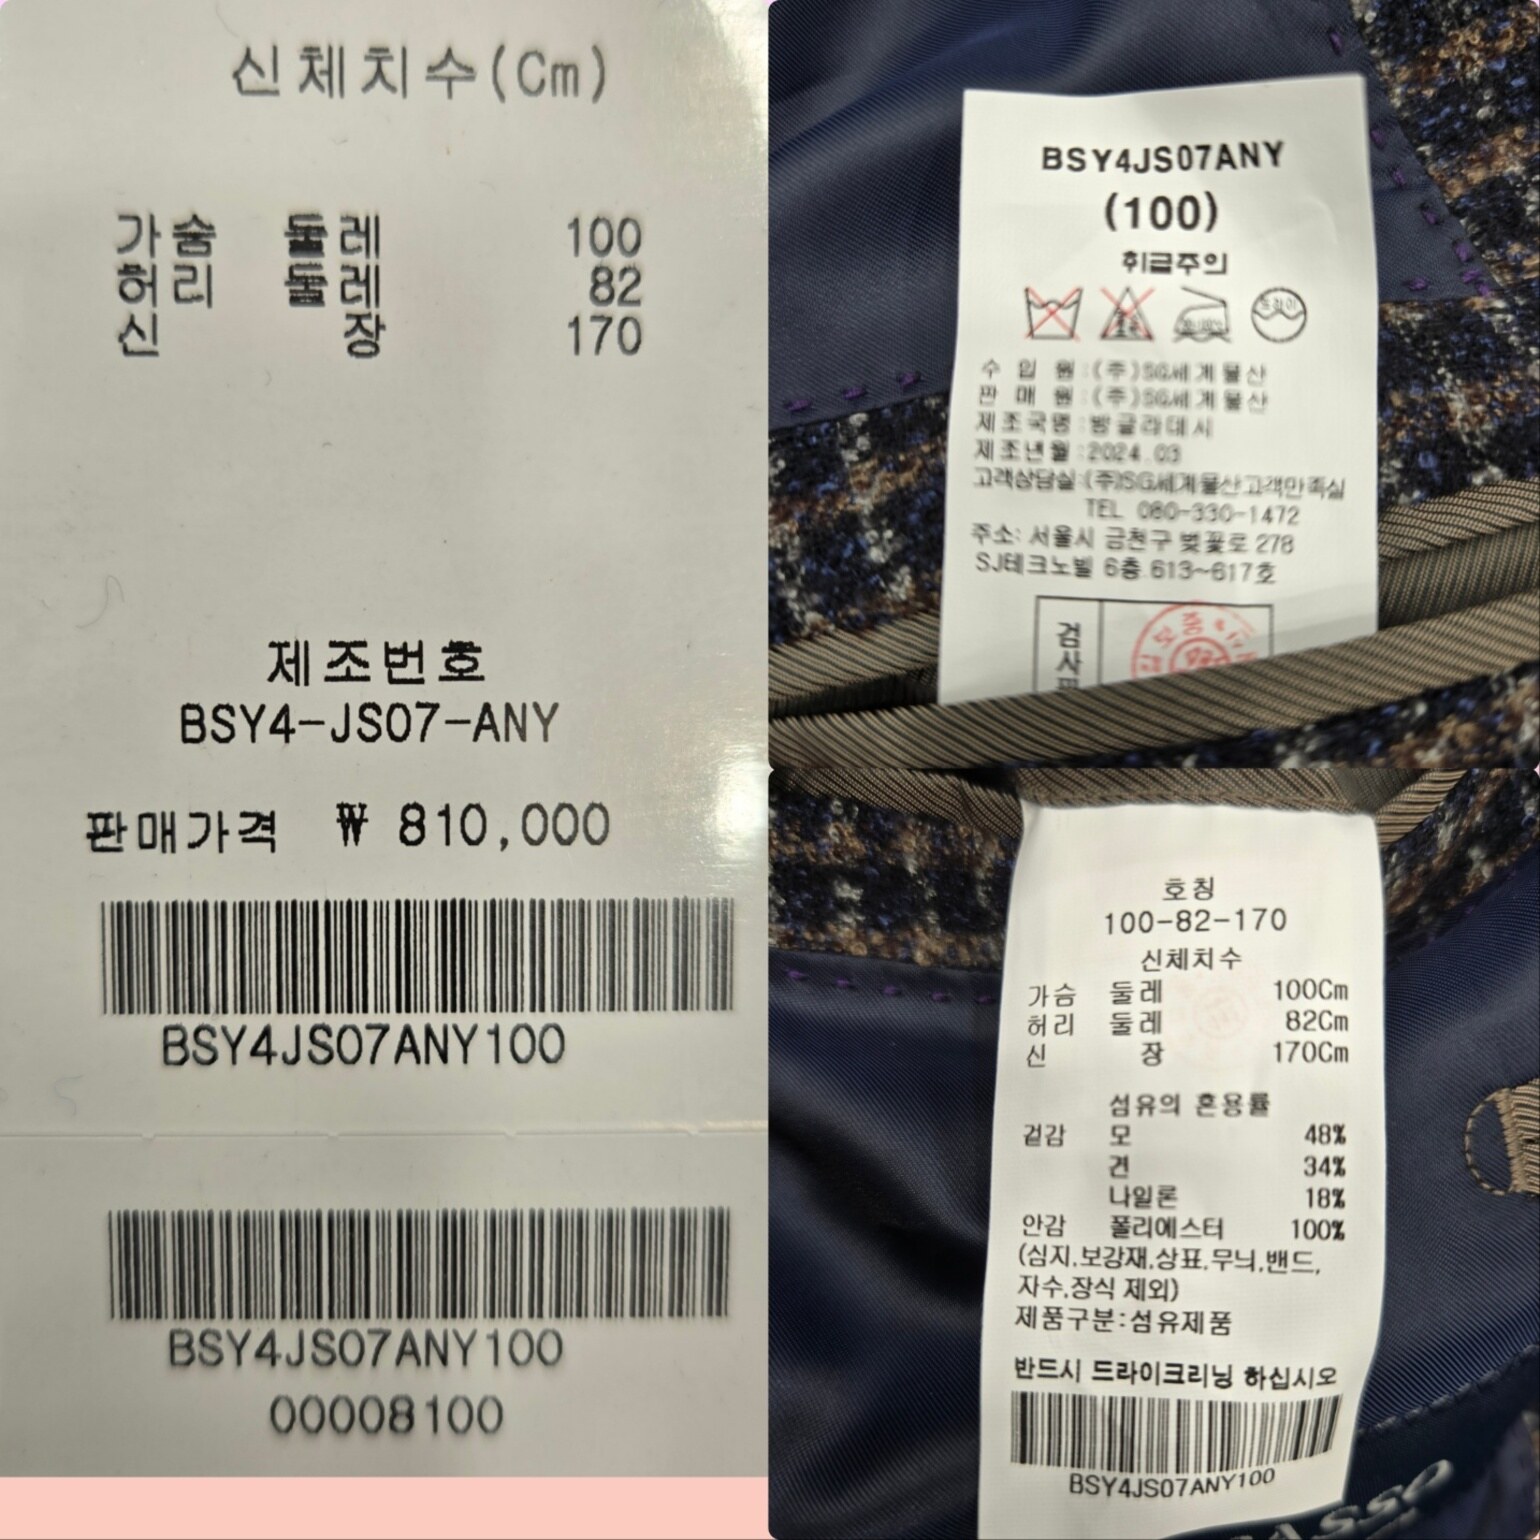 신체치수(Cm)
가슴 둘레 100
허리 둘레 82
신 장 170
제조번호
BSY4-JS07-ANY
판매가격 ₩ 810,000
BSY4JS07ANY100
BSY4JS07ANY100
00008100
BSY4JS07ANY
(100)
취급주의
드라이
수 입 원:(주)SG세계물산
판 매 원:(주)SG세계물산
제조국명:방글라데시
제조년월:2024.03
고객상담실:(주)SG세계물산고객만족실
TEL 080-330-1472
주소: 서울시 금천구 벚꽃로 278
SJ테크노빌 6층 613~617호
검
사
호칭
100-82-170
신체치수
가슴 둘레 100Cm
허리 둘레 82Cm
신 장 170Cm
섬유의 혼용률
겉감 모 48%
견 34%
나일론 18%
안감 폴리에스터 100%
(심지,보강재,상표,무늬,밴드,
자수,장식 제외)
제품구분:섬유제품
반드시 드라이크리닝 하십시오
BSY4JS07ANY100